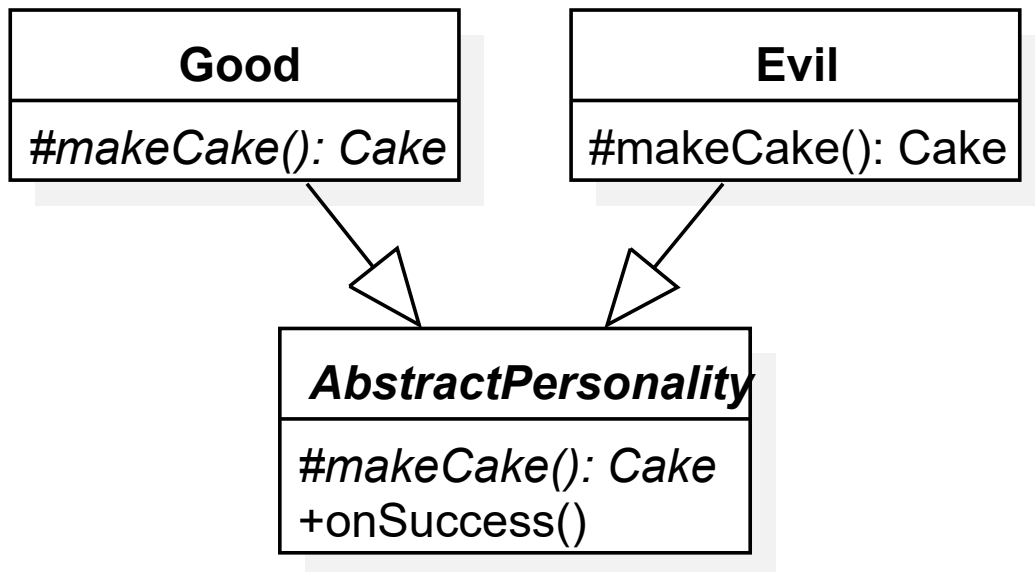 Good
#makeCake(): Cake
Evil
#makeCake(): Cake
AbstractPersonality
#makeCake(): Cake
+onSuccess()